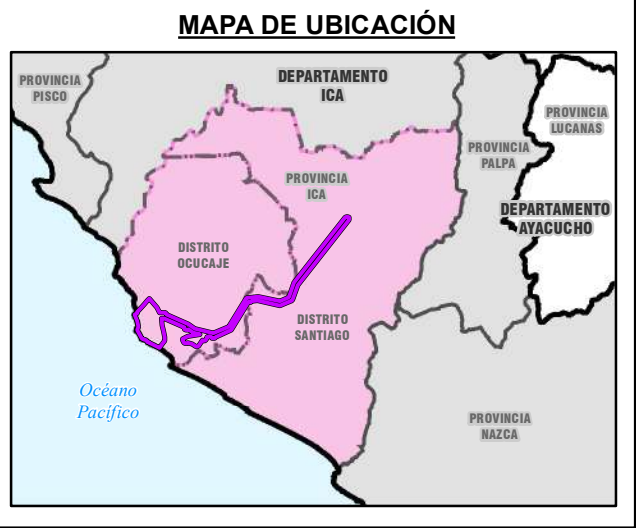 MAPA DE UBICACIÓN
PROVINCIA
PISCO
DEPARTAMENTO
ICA
PROVINCIA
LUCANAS
PROVINCIA
PALPA
PROVINCIA
ICA
DEPARTAMENTO
AYACUCHO
DISTRITO
OCUCAJE
DISTRITO
SANTIAGO
Océano
Pacífico
PROVINCIA
NAZCA